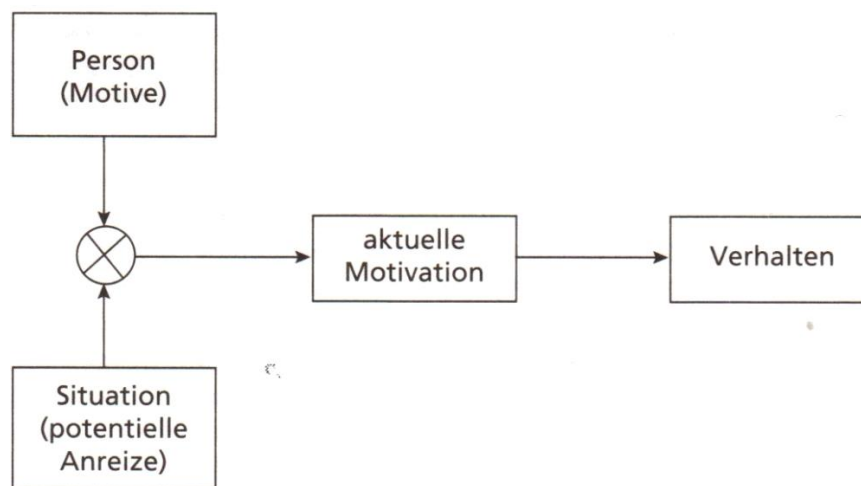 Person
(Motive)
aktuelle
Motivation
Verhalten
Situation
(potentielle
Anreize)